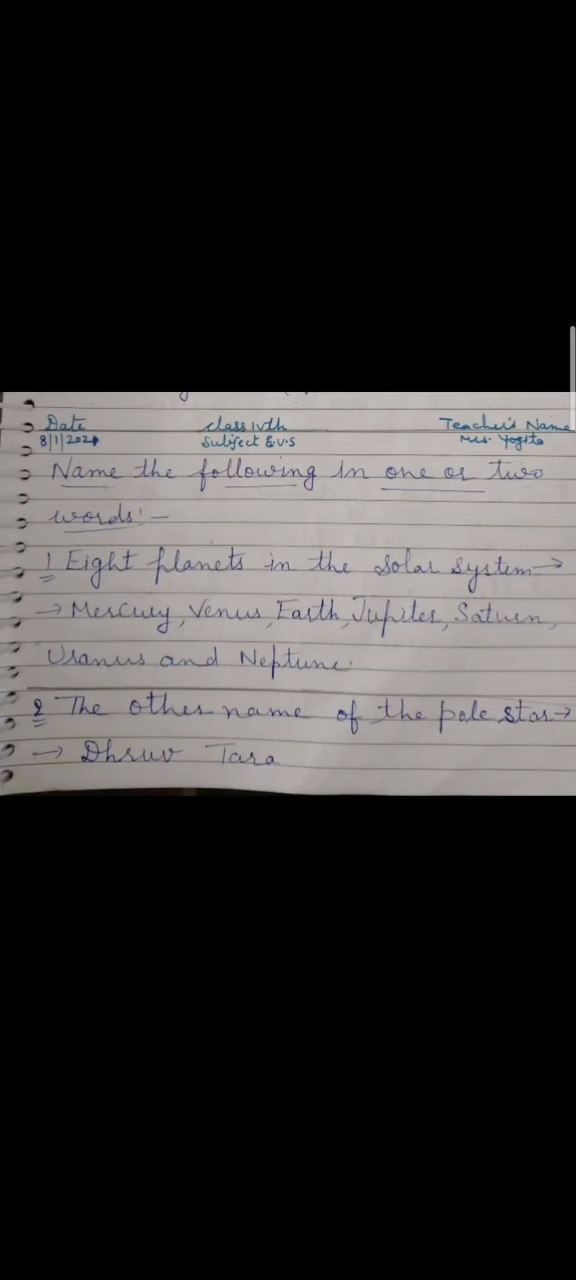 Date class IVth Teacher's Name
8/1/2021 Subject E.V.S Mrs. Yogita
Name the following in one or two
words:-
1 Eight planets in the solar system→
→ Mercury, Venus, Earth, Jupiter, Saturn,
Uranus and Neptune.
2 The other name of the pole star→
→ Dhruv Tara